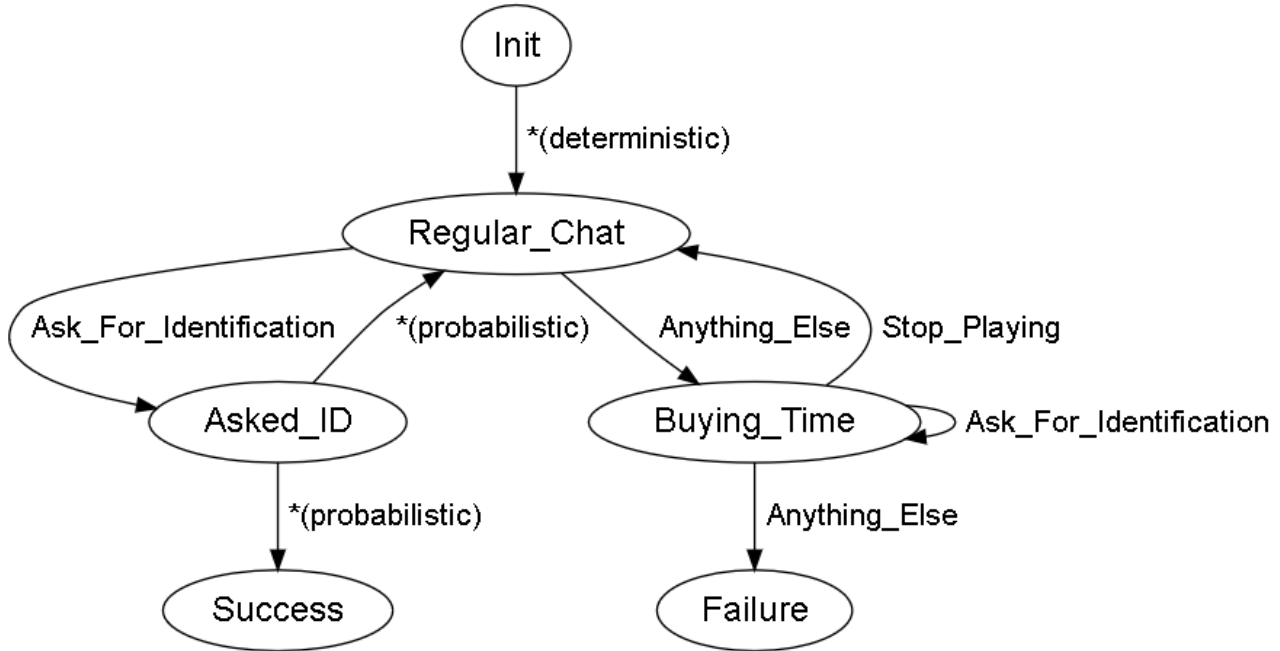 Init
*(deterministic)
Regular_Chat
Ask_For_Identification
*(probabilistic)
Anything_Else
Stop_Playing
Asked_ID
Buying_Time
Ask_For_Identification
*(probabilistic)
Anything_Else
Success
Failure